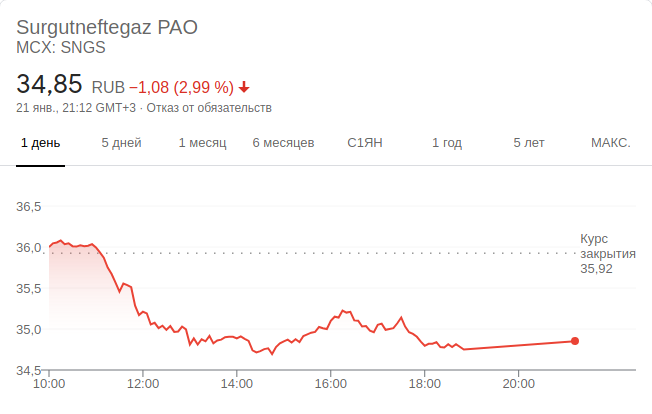 Surgutneftegaz PAO
MCX: SNGS
34,85 RUB −1,08 (2,99 %)
21 янв., 21:12 GMT+3 · Отказ от обязательств
1 день 5 дней 1 месяц 6 месяцев С1ЯН 1 год 5 лет МАКС.
36,5
36,0
35,5
35,0
34,5
Курс
закрытия
35,92
10:00 12:00 14:00 16:00 18:00 20:00